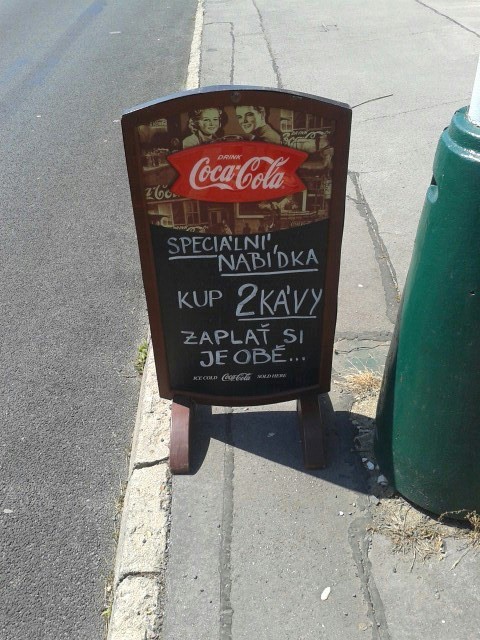 DRINK
Coca-Cola
SPECIÁLNÍ
NABÍDKA
KUP 2 KÁVY
ZAPLAŤ SI
JE OBĚ...
ICE COLD Coca-Cola SOLD HERE